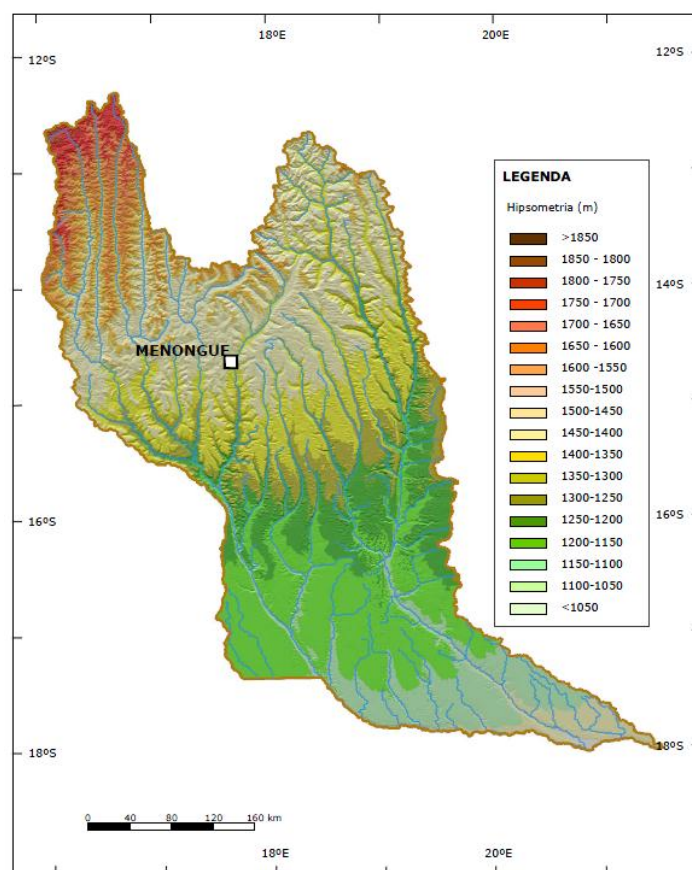 18ºE
20ºE
12ºS
12ºS
LEGENDA
Hipsometria (m)
>1850
1850 - 1800
1800 - 1750
1750 - 1700
1700 - 1650
1650 - 1600
1600 -1550
1550-1500
1500-1450
1450-1400
1400-1350
1350-1300
1300-1250
1250-1200
1200-1150
1150-1100
1100-1050
<1050
14ºS
14ºS
MENONGUE
16ºS
16ºS
18ºS
18ºS
0 40 80 120 160 km
18ºE
20ºE